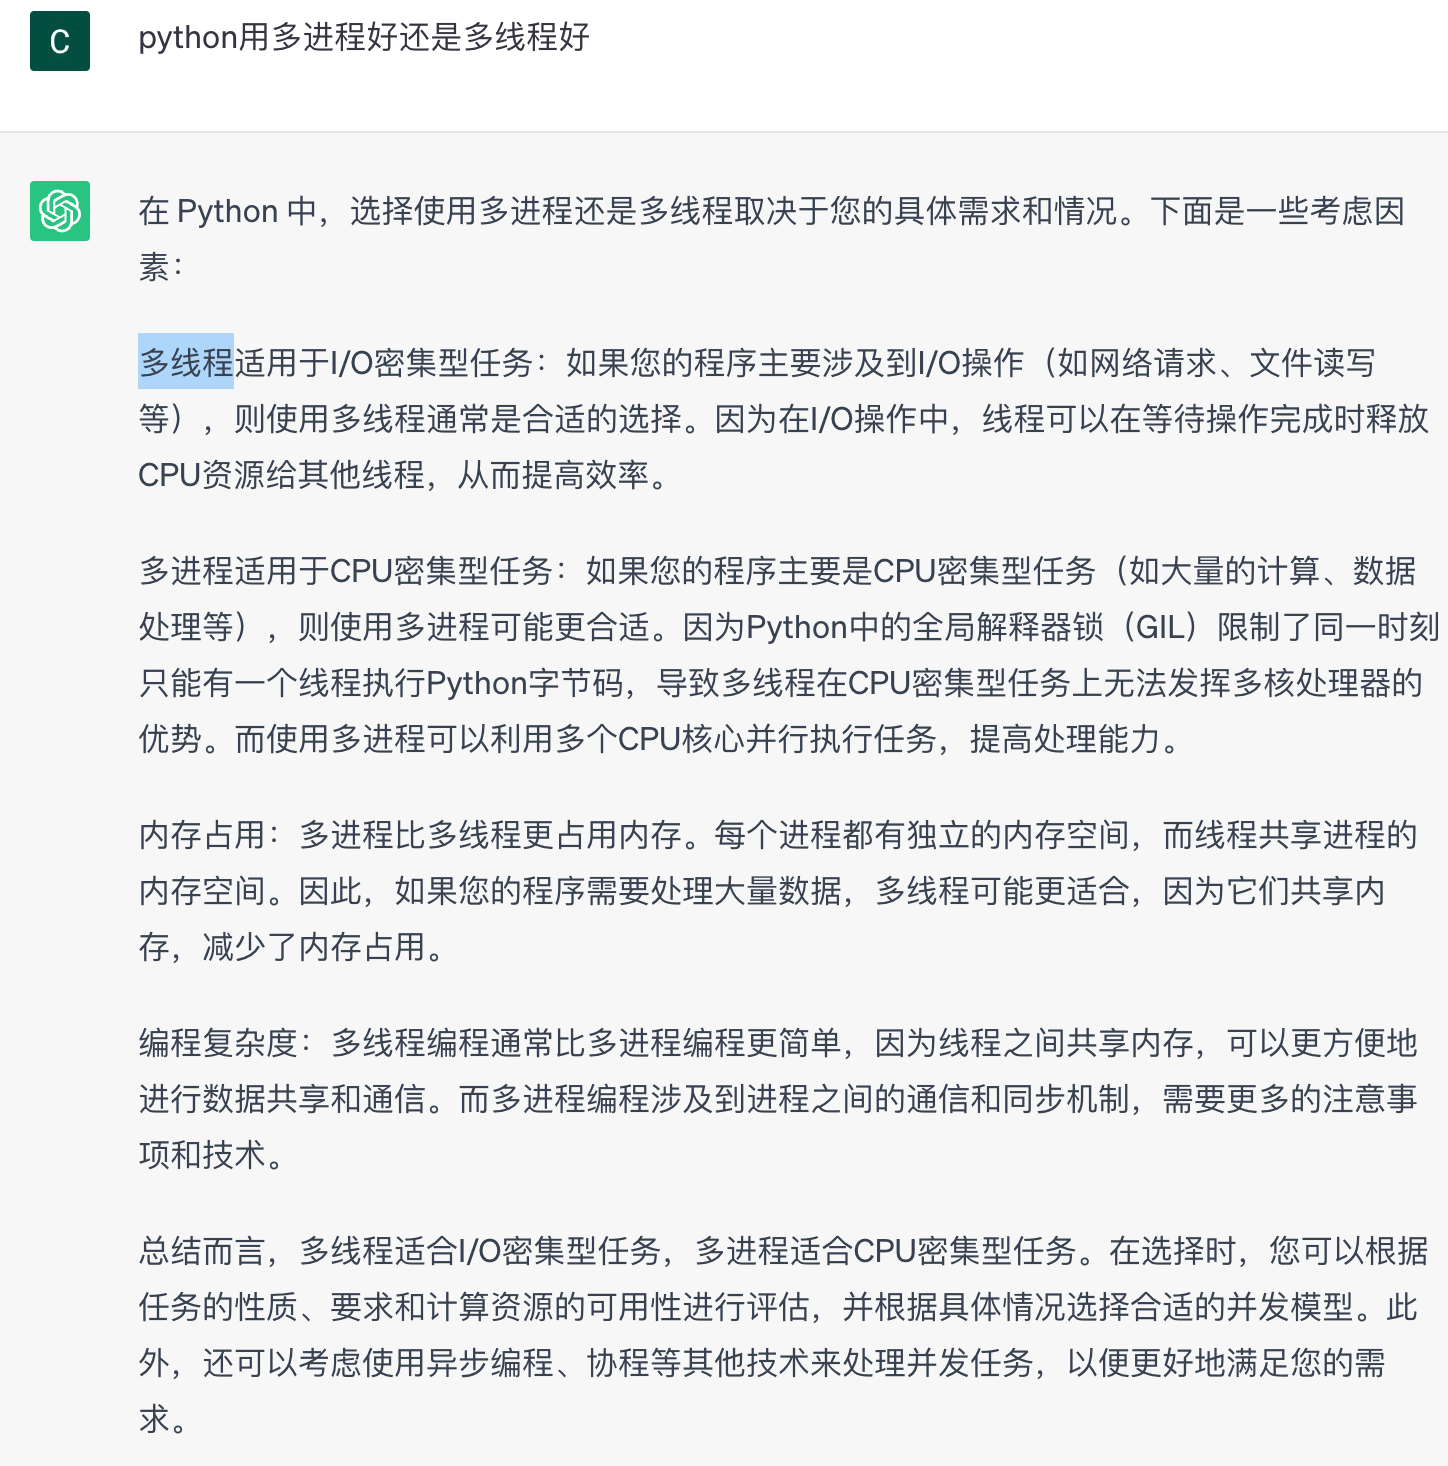 C
python用多进程好还是多线程好
在 Python 中，选择使用多进程还是多线程取决于您的具体需求和情况。下面是一些考虑因
素：
多线程适用于I/O密集型任务：如果您的程序主要涉及到I/O操作（如网络请求、文件读写
等），则使用多线程通常是合适的选择。因为在I/O操作中，线程可以在等待操作完成时释放
CPU资源给其他线程，从而提高效率。
多进程适用于CPU密集型任务：如果您的程序主要是CPU密集型任务（如大量的计算、数据
处理等），则使用多进程可能更合适。因为Python中的全局解释器锁（GIL）限制了同一时刻
只能有一个线程执行Python字节码，导致多线程在CPU密集型任务上无法发挥多核处理器的
优势。而使用多进程可以利用多个CPU核心并行执行任务，提高处理能力。
内存占用：多进程比多线程更占用内存。每个进程都有独立的内存空间，而线程共享进程的
内存空间。因此，如果您的程序需要处理大量数据，多线程可能更适合，因为它们共享内
存，减少了内存占用。
编程复杂度：多线程编程通常比多进程编程更简单，因为线程之间共享内存，可以更方便地
进行数据共享和通信。而多进程编程涉及到进程之间的通信和同步机制，需要更多的注意事
项和技术。
总结而言，多线程适合I/O密集型任务，多进程适合CPU密集型任务。在选择时，您可以根据
任务的性质、要求和计算资源的可用性进行评估，并根据具体情况选择合适的并发模型。此
外，还可以考虑使用异步编程、协程等其他技术来处理并发任务，以便更好地满足您的需
求。